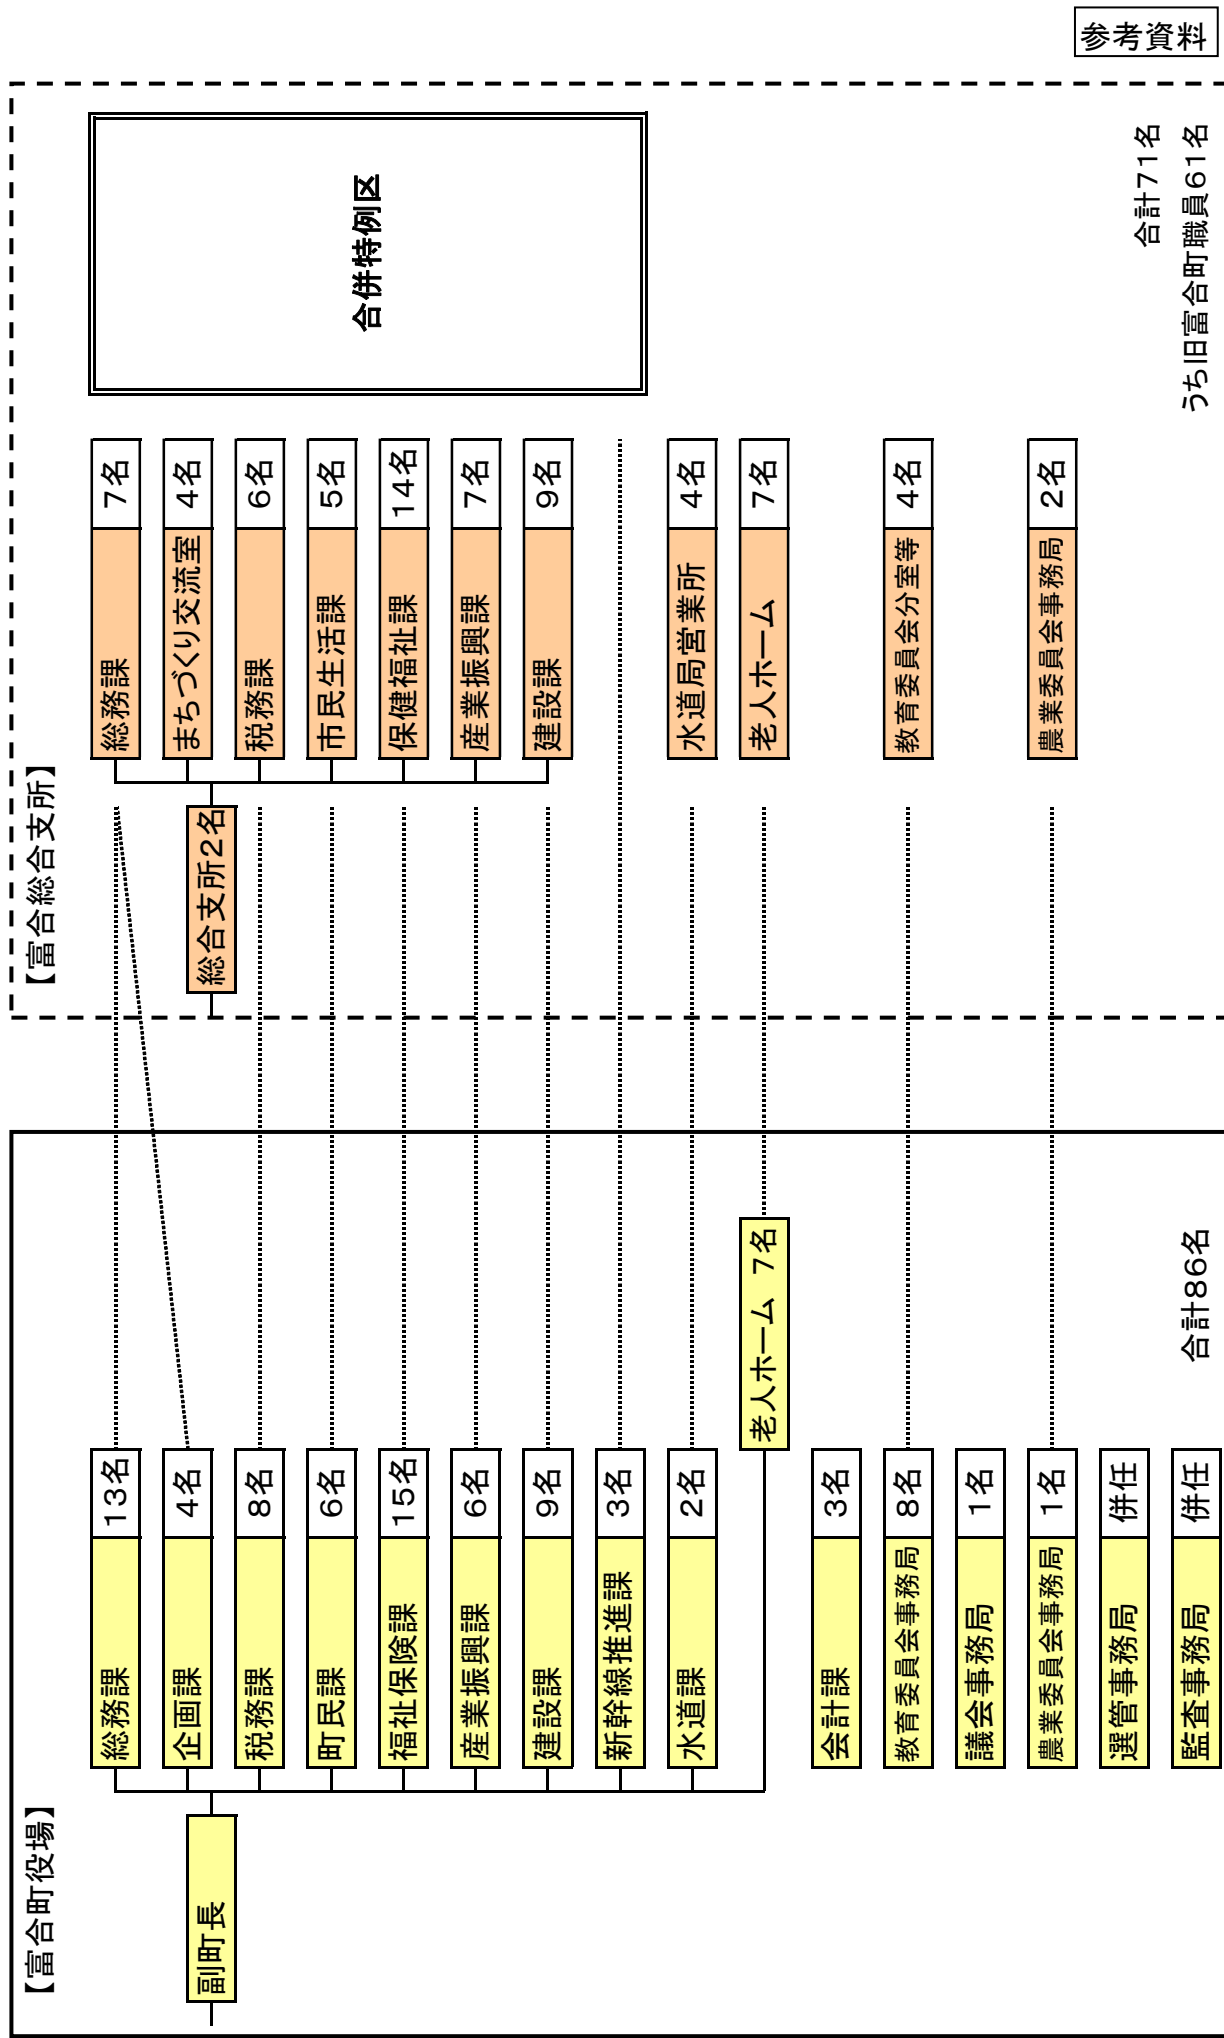 参考資料
【富合町役場】
副町長
総務課 13名
企画課 4名
税務課 8名
町民課 6名
福祉保険課 15名
産業振興課 6名
建設課 9名
新幹線推進課 3名
水道課 2名
老人ホーム 7名
会計課 3名
教育委員会事務局 8名
議会事務局 1名
農業委員会事務局 1名
選管事務局 併任
監査事務局 併任
合計86名
【富合総合支所】
総合支所2名
総務課 7名
まちづくり交流室 4名
税務課 6名
市民生活課 5名
保健福祉課 14名
産業振興課 7名
建設課 9名
水道局営業所 4名
老人ホーム 7名
教育委員会分室等 4名
農業委員会事務局 2名
合併特例区
合計71名
うち旧富合町職員61名